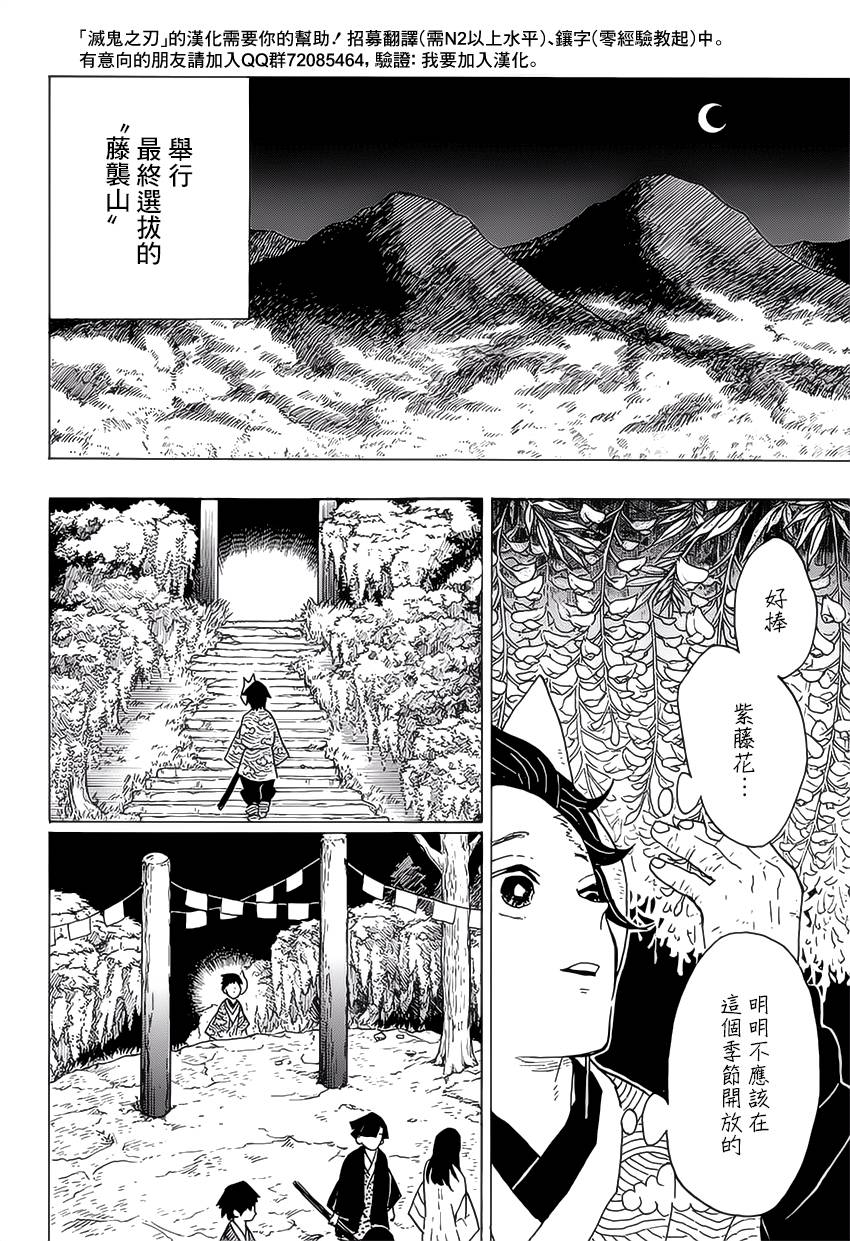 「滅鬼之刃」的漢化需要你的幫助！招募翻譯（需N2以上水平）、鑲字（零經驗教起）中。
有意向的朋友請加入QQ群72085464，驗證：我要加入漢化。
舉行
最終選拔的
〝藤襲山〞
好捧
紫藤花…
明明不應該在
這個季節開放的